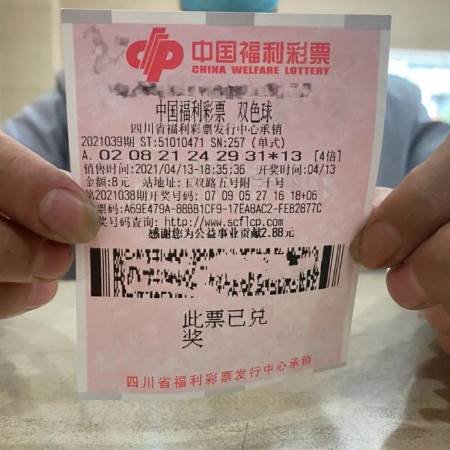 中国福利彩票
CHINA WELFARE LOTTERY
中国福利彩票 双色球
四川省福利彩票发行中心承销
2021039期 ST:51010471 SN:257 (单式)
A. 02 08 21 24 29 31*13 [4倍]
销售时间:2021/04/13-18:35:36 开奖时间:04/13
金额:8元 站地址:玉双路五号附 十号
2021038期开奖号码: 07 09 05 27 16 18+06
票码:A69E479A-88BB1CF9-17EA8AC2-FEB2877C
奖号码查询: http://www.scflcp.com
感谢您为公益事业贡献2.88元
此票已兑
奖
四川省福利彩票发行中心承销